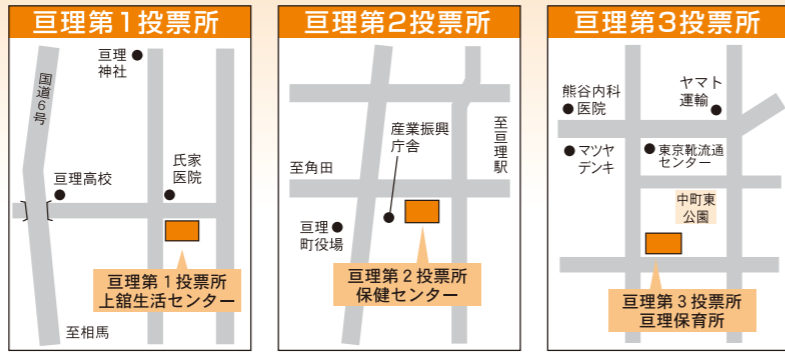 亘理第1投票所
亘理
神社
国道6号
氏家
医院
亘理高校
亘理第1投票所
上舘生活センター
至相馬
亘理第2投票所
産業振興
庁舎
至亘理駅
至角田
亘理
町役場
亘理第2投票所
保健センター
亘理第3投票所
熊谷内科
医院
ヤマト
運輸
マツヤ
デンキ
東京靴流通
センター
中町東
公園
亘理第3投票所
亘理保育所